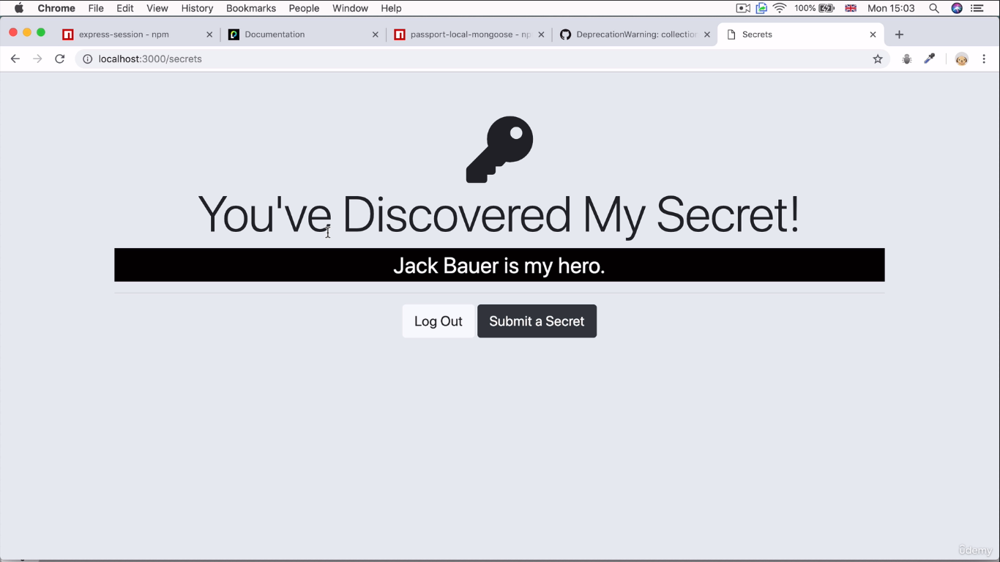 Chrome File Edit View History Bookmarks People Window Help 100% Mon 15:03
express-session - npm Documentation passport-local-mongoose - np DeprecationWarning: collection Secrets
localhost:3000/secrets
You've Discovered My Secret!
Jack Bauer is my hero.
Log Out Submit a Secret
ûdemy